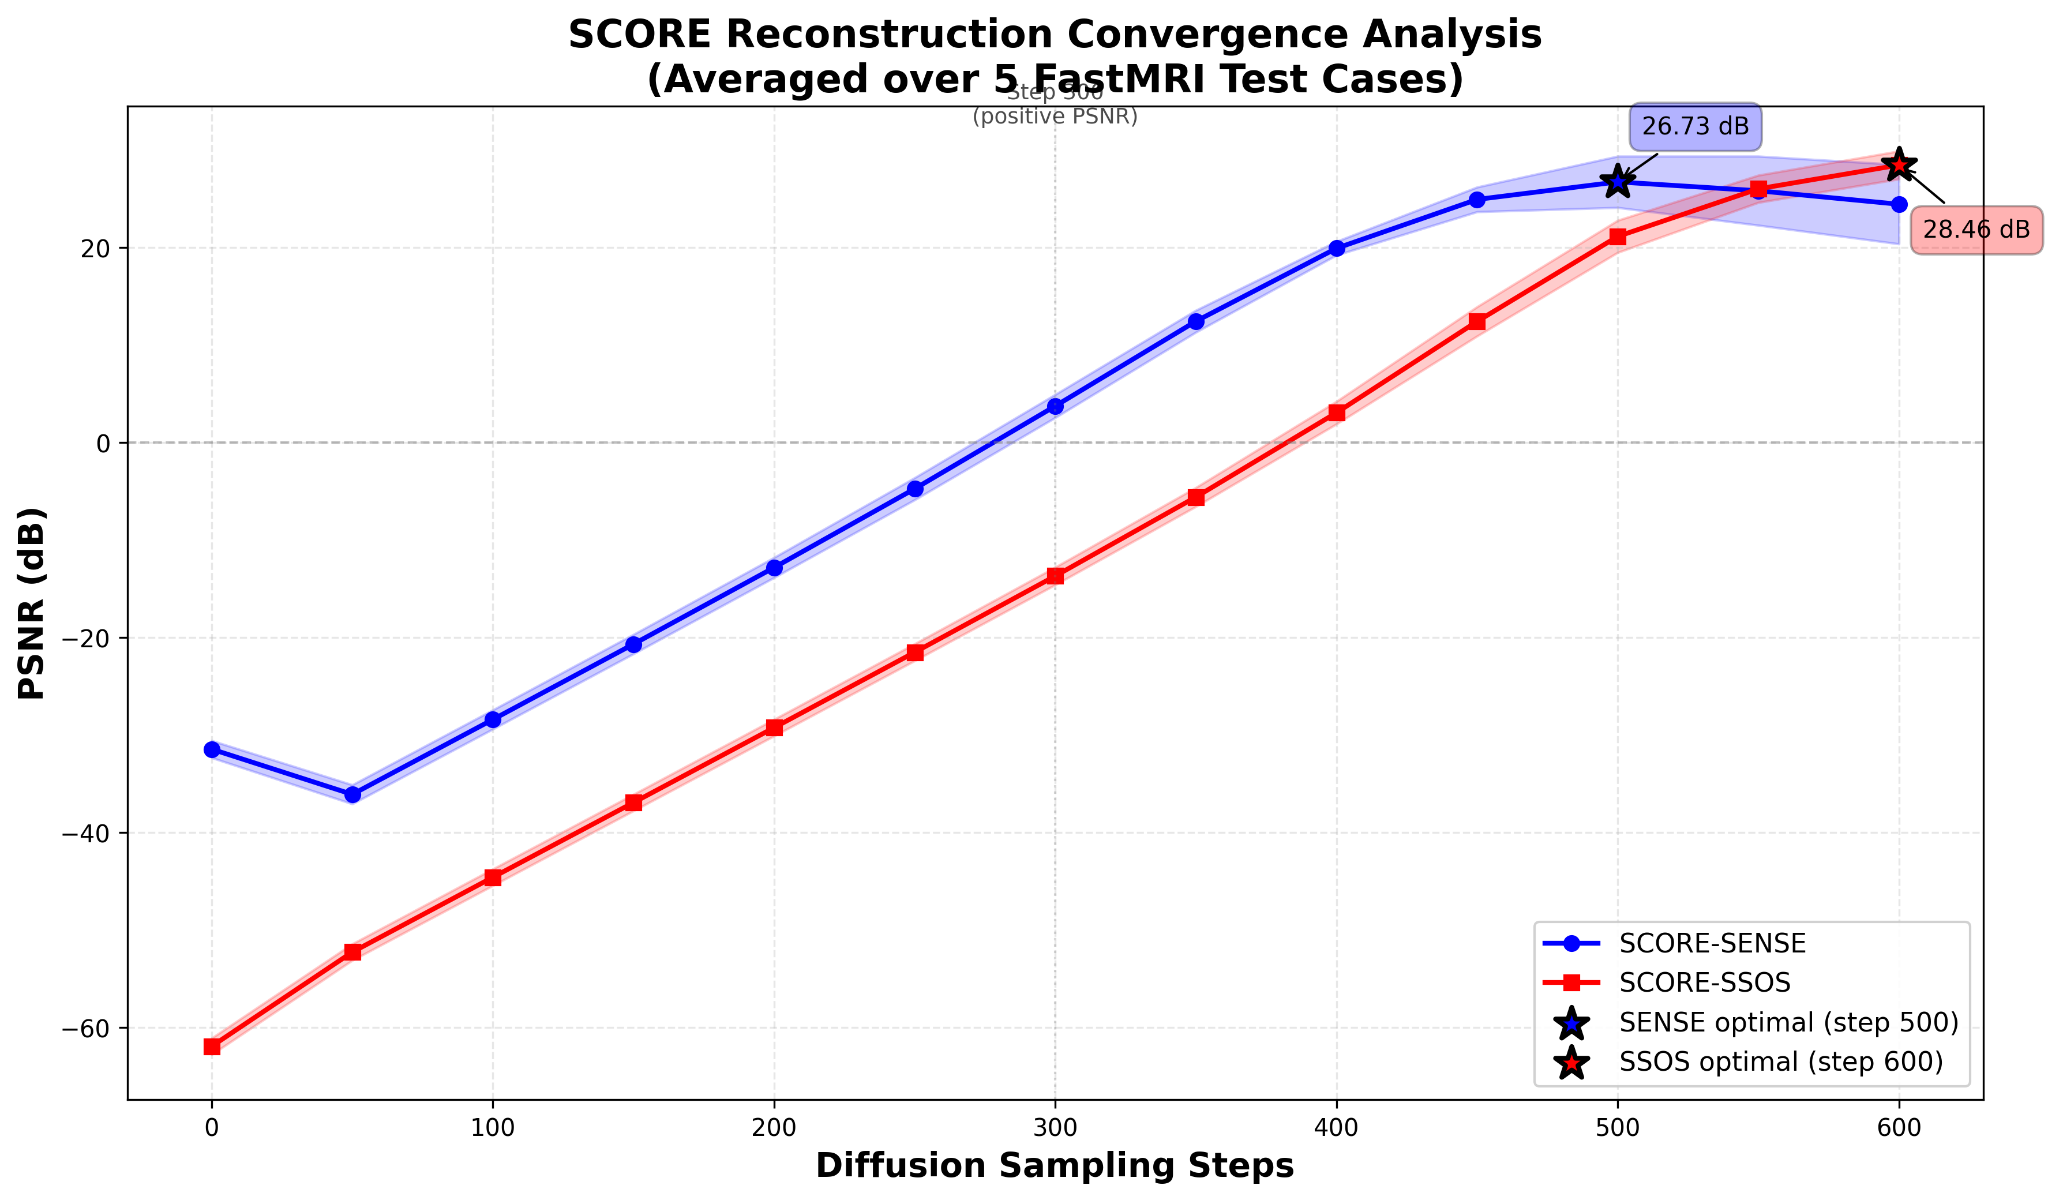 SCORE Reconstruction Convergence Analysis
(Averaged over 5 FastMRI Test Cases)
Step 300
(positive PSNR)
26.73 dB
28.46 dB
20
0
−20
−40
−60
PSNR (dB)
SCORE-SENSE
SCORE-SSOS
SENSE optimal (step 500)
SSOS optimal (step 600)
0
100
200
300
400
500
600
Diffusion Sampling Steps